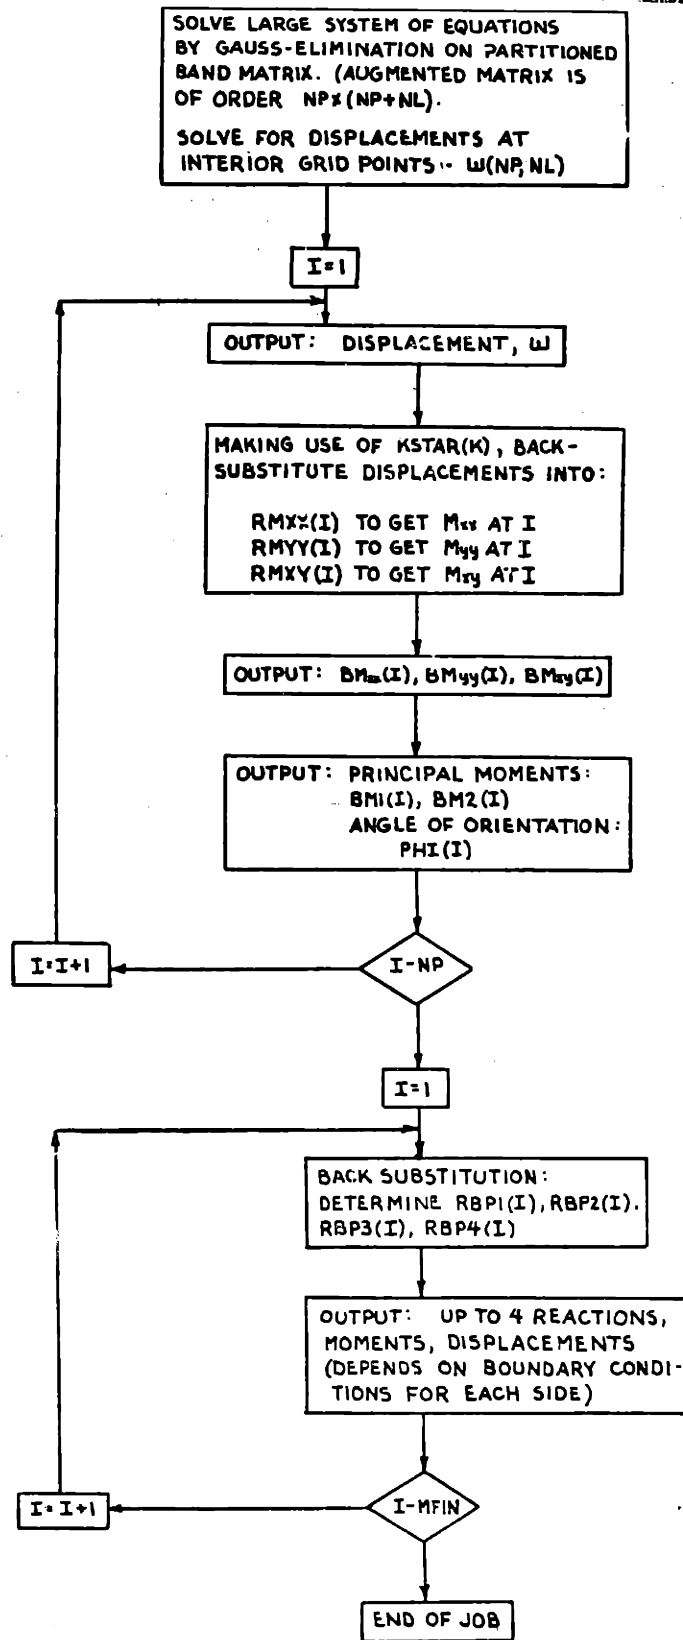 SOLVE LARGE SYSTEM OF EQUATIONS
BY GAUSS-ELIMINATION ON PARTITIONED
BAND MATRIX. (AUGMENTED MATRIX IS
OF ORDER NPx(NP+NL).
SOLVE FOR DISPLACEMENTS AT
INTERIOR GRID POINTS - W(NP,NL)
I=1
OUTPUT: DISPLACEMENT, W
MAKING USE OF KSTAR(K), BACK-
SUBSTITUTE DISPLACEMENTS INTO:
RMXX(I) TO GET Mxx AT I
RMYY(I) TO GET Myy AT I
RMXY(I) TO GET Mxy AT I
OUTPUT: BMxx(I), BMyy(I), BMxy(I)
OUTPUT: PRINCIPAL MOMENTS:
BM1(I), BM2(I)
ANGLE OF ORIENTATION:
PHI(I)
I=I+1
I-NP
I=1
BACK SUBSTITUTION:
DETERMINE RBP1(I), RBP2(I).
RBP3(I), RBP4(I)
OUTPUT: UP TO 4 REACTIONS,
MOMENTS, DISPLACEMENTS
(DEPENDS ON BOUNDARY CONDI-
TIONS FOR EACH SIDE)
I=I+1
I-MFIN
END OF JOB